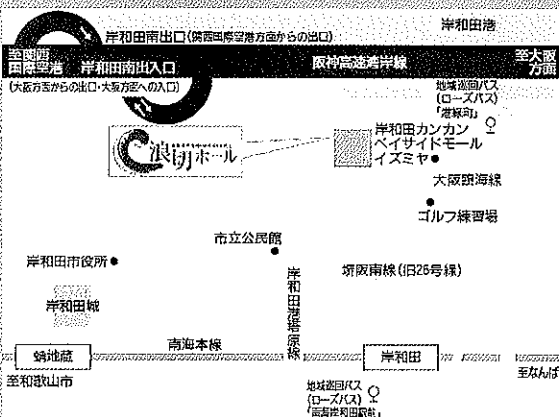 岸和田港
岸和田南出口(関西国際空港方面からの出口)
至関西
国際空港
岸和田南出入口
阪神高速湾岸線
至大阪
方面
(大阪方面からの出口・大阪方面への入口)
地域巡回バス
(ローズバス)
「港緑町」
岸和田カンカン
ベイサイドモール
イズミヤ
浪切ホール
大阪臨海線
ゴルフ練習場
市立公民館
岸和田市役所
堺阪南線(旧26号線)
岸和田港塔原線
岸和田城
南海本線
蛸地蔵
岸和田
至和歌山市
至なんば
地域巡回バス
(ローズバス)
「南海岸和田駅前」